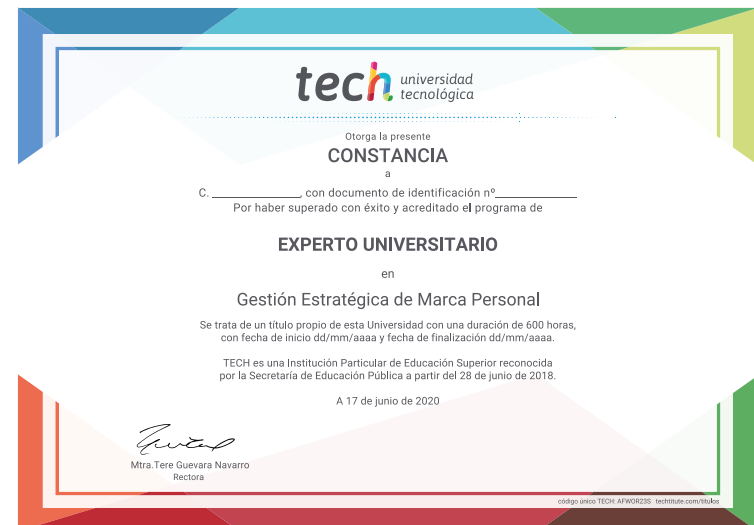 tech universidad
tecnológica
Otorga la presente
CONSTANCIA
a
C. ________________, con documento de identificación nº______________
Por haber superado con éxito y acreditado el programa de
EXPERTO UNIVERSITARIO
en
Gestión Estratégica de Marca Personal
Se trata de un título propio de esta Universidad con una duración de 600 horas,
con fecha de inicio dd/mm/aaaa y fecha de finalización dd/mm/aaaa.
TECH es una Institución Particular de Educación Superior reconocida
por la Secretaría de Educación Pública a partir del 28 de junio de 2018.
A 17 de junio de 2020
Mtra.Tere Guevara Navarro
Rectora
código único TECH: AFWOR23S techtitute.com/titulos